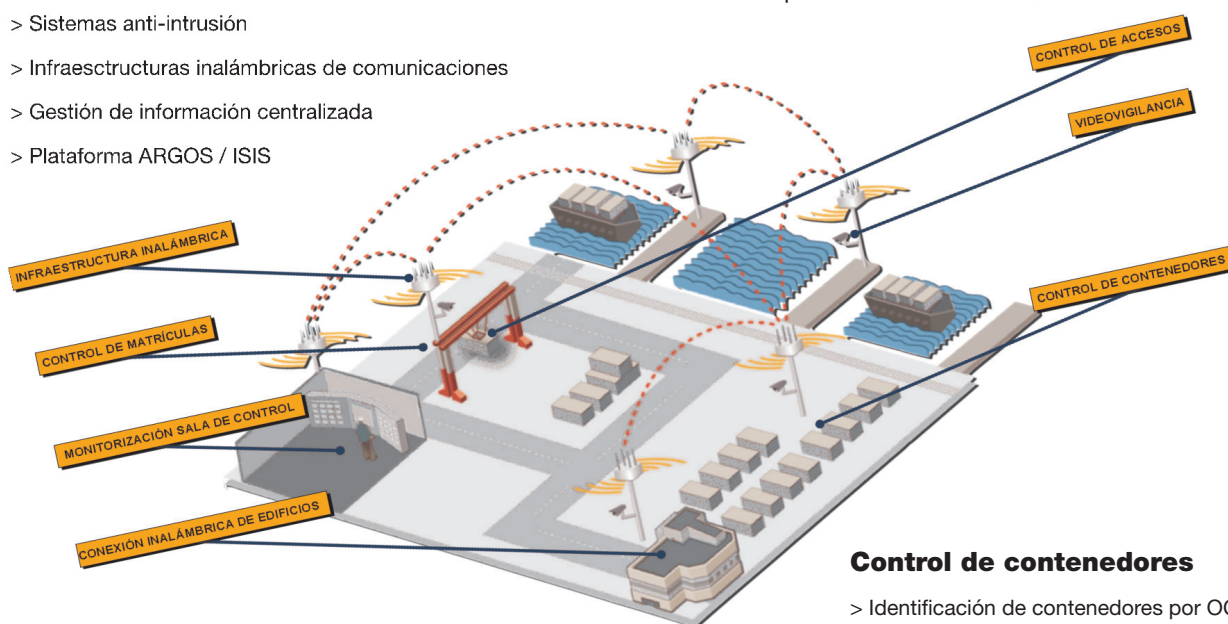 > Sistemas anti-intrusión
> Infraesctructuras inalámbricas de comunicaciones
> Gestión de información centralizada
> Plataforma ARGOS / ISIS
CONTROL DE ACCESOS
VIDEOVIGILANCIA
INFRAESTRUCTURA INALÁMBRICA
CONTROL DE CONTENEDORES
CONTROL DE MATRÍCULAS
MONITORIZACIÓN SALA DE CONTROL
CONEXIÓN INALÁMBRICA DE EDIFICIOS
Control de contenedores
> Identificación de contenedores por